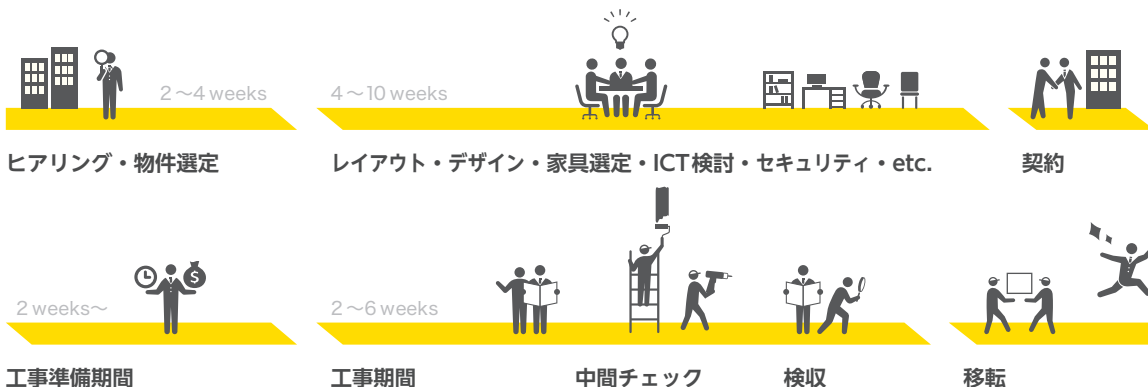 2〜4 weeks
4〜10 weeks
ヒアリング・物件選定
レイアウト・デザイン・家具選定・ICT検討・セキュリティ・etc.
契約
$
2 weeks〜
2〜6 weeks
工事準備期間
工事期間
中間チェック
検収
移転